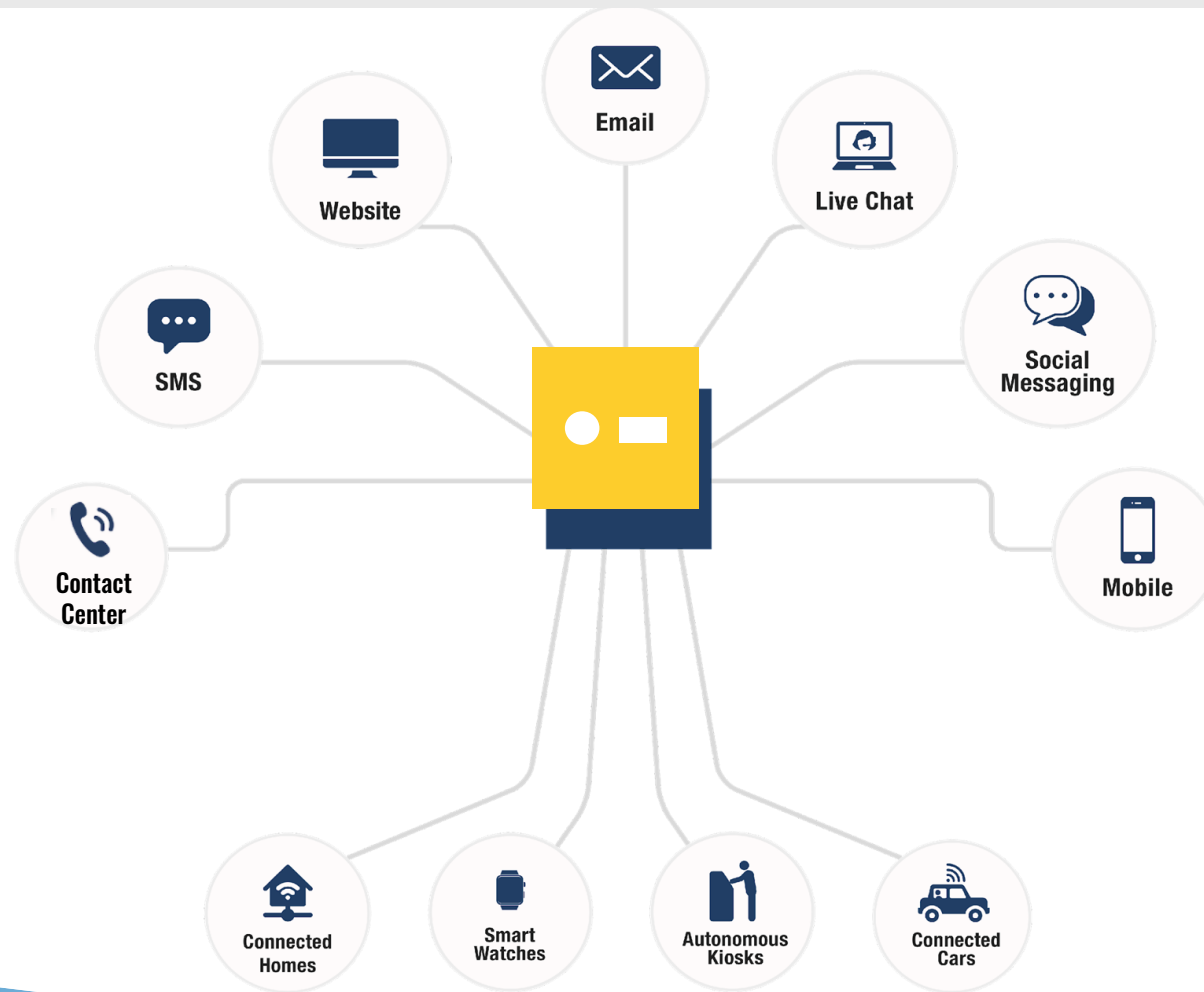 Email
Website
Live Chat
SMS
Social
Messaging
Contact
Center
Mobile
Connected
Homes
Smart
Watches
Autonomous
Kiosks
Connected
Cars